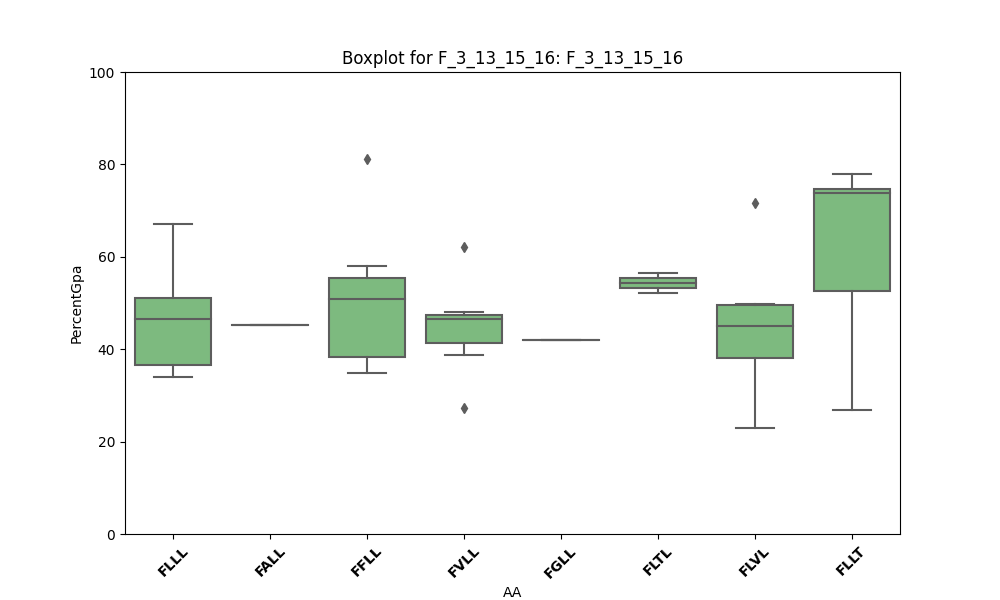 Boxplot for F_3_13_15_16: F_3_13_15_16
100
80
60
40
20
0
PercentGpa
FLLL
FALL
FFLL
FVLL
FGLL
FLTL
FLVL
FLLT
AA